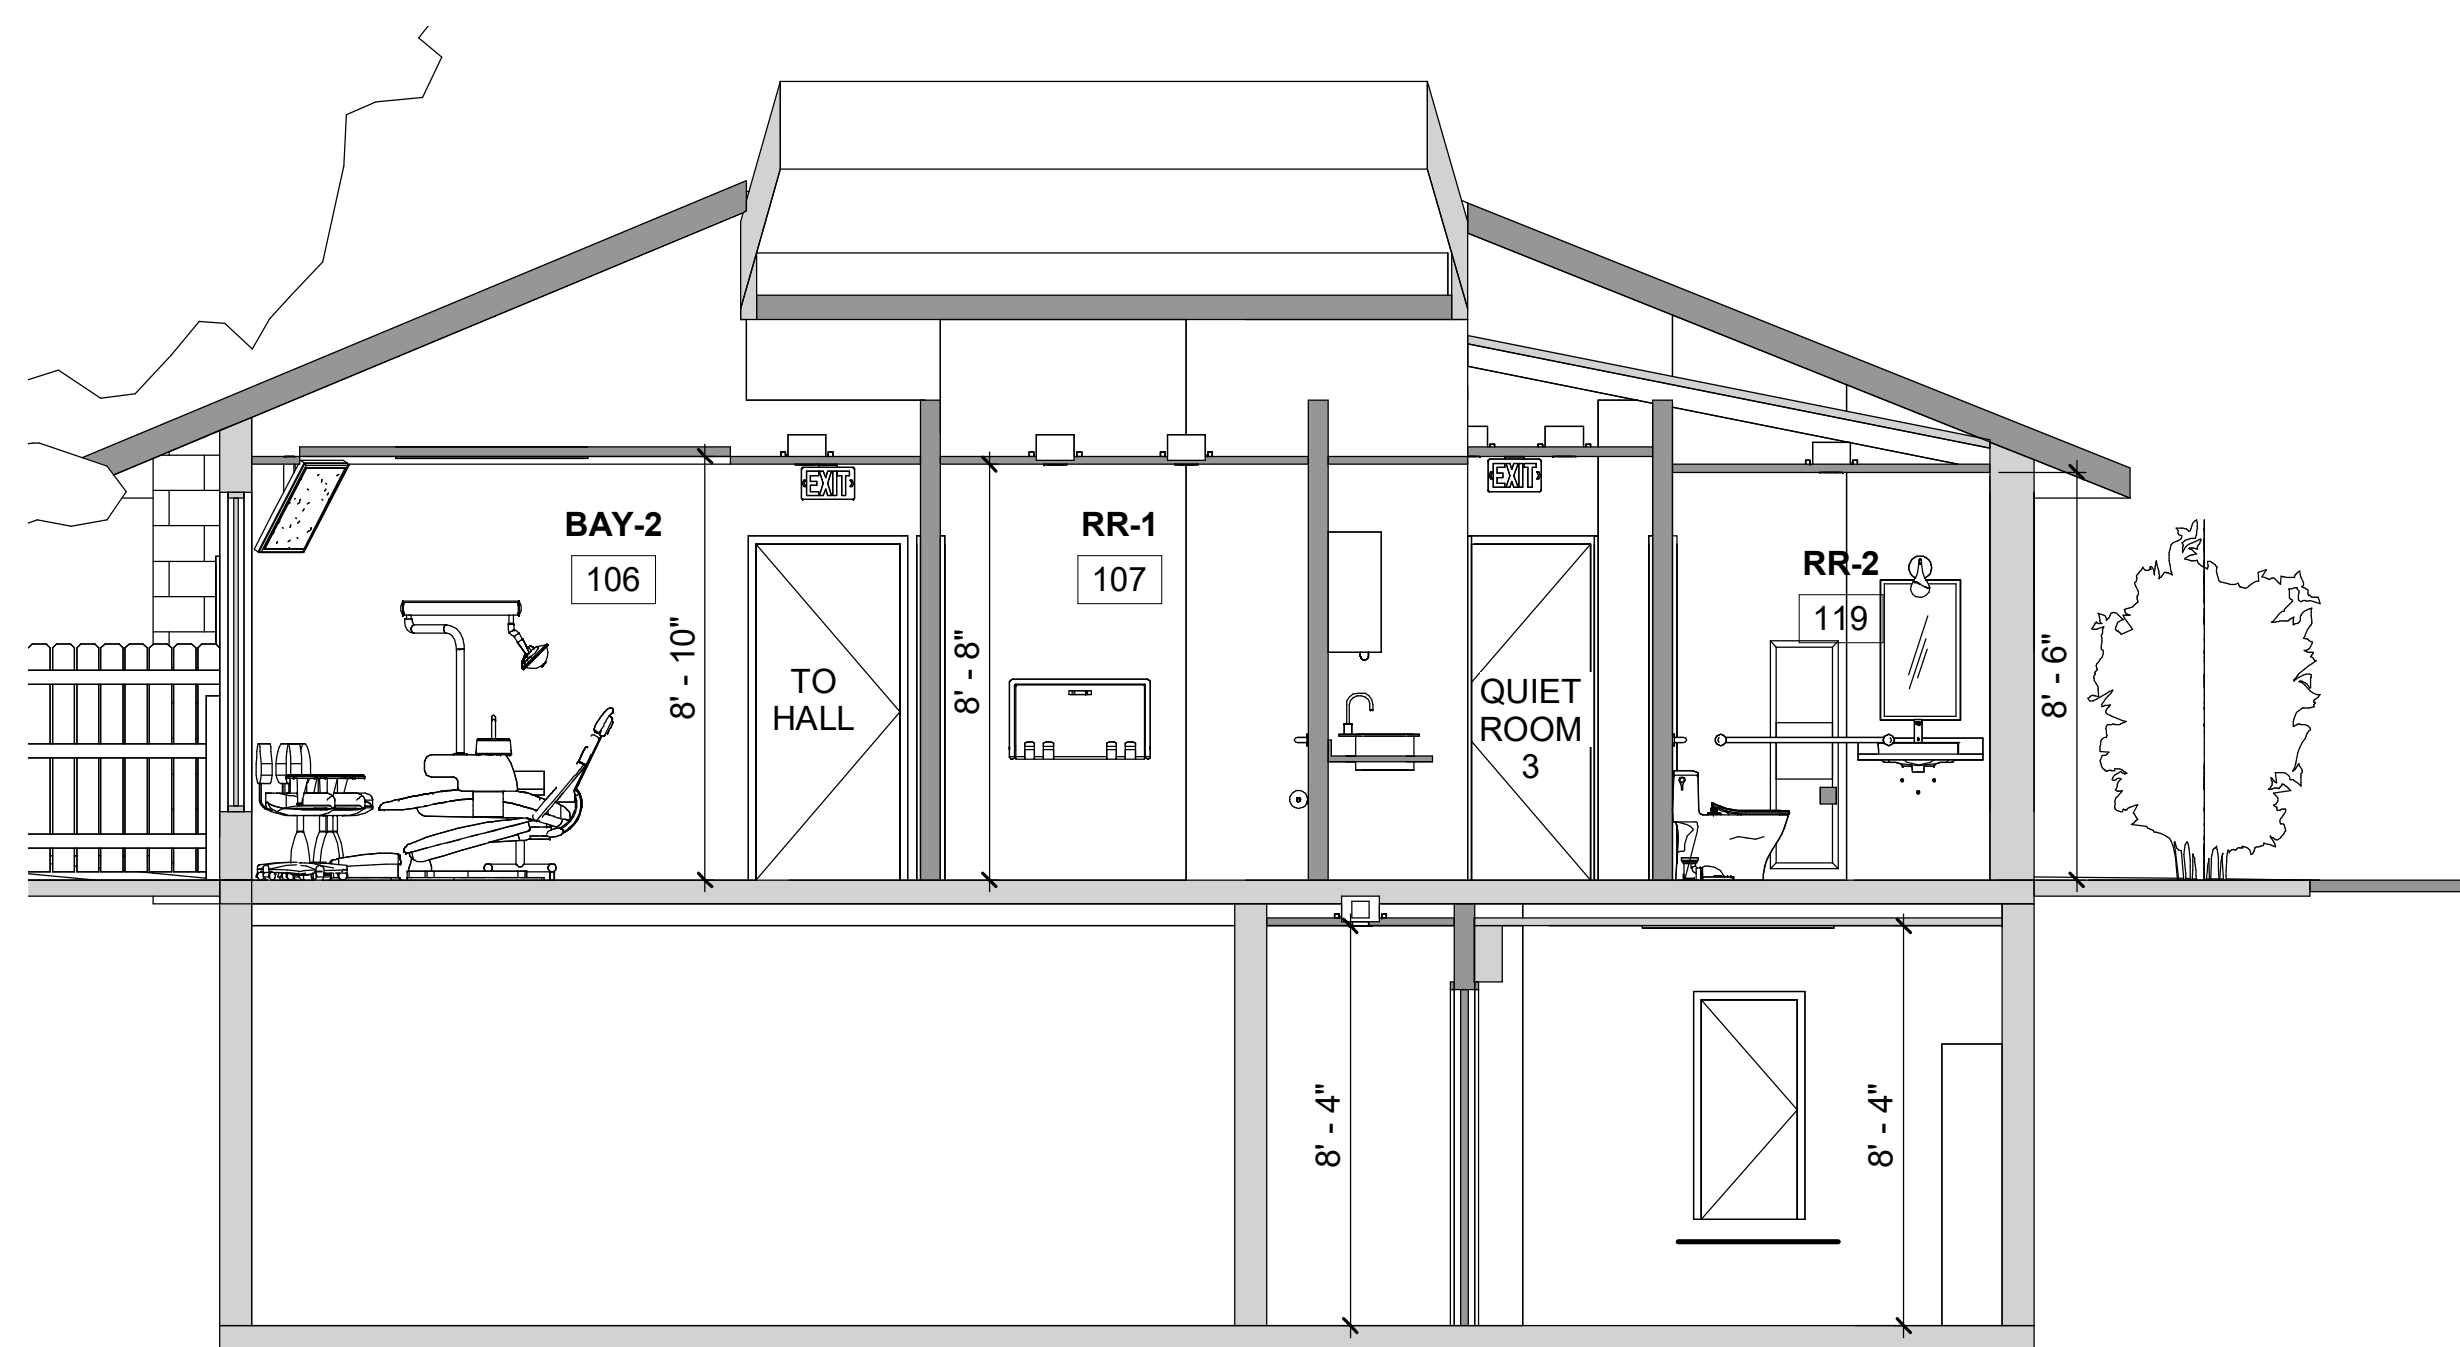 EXIT
EXIT
BAY-2
106
RR-1
107
RR-2
119
8' - 10"
TO
HALL
8' - 8"
QUIET
ROOM
3
8' - 6"
8' - 4"
8' - 4"